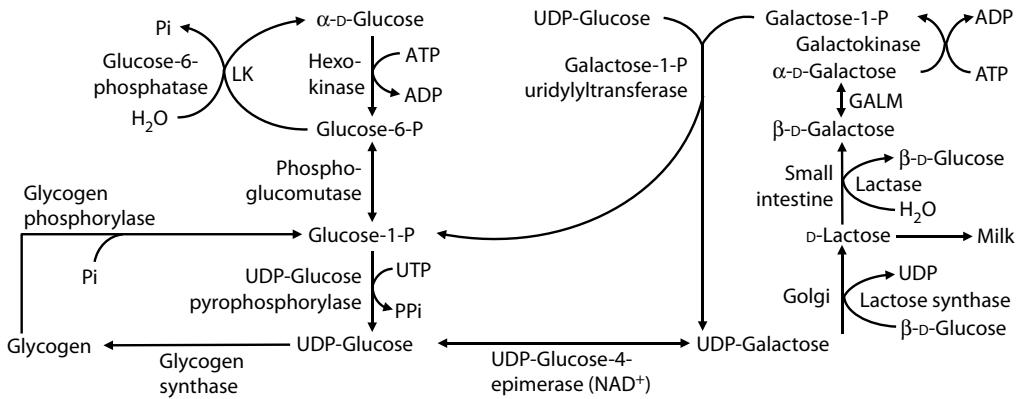 Pi
α-D-Glucose
UDP-Glucose
Galactose-1-P
ADP
Glucose-6-
phosphatase
LK
Hexo-
kinase
ATP
ADP
Galactose-1-P
uridylyltransferase
Galactokinase
α-D-Galactose
ATP
H2O
Glucose-6-P
GALM
β-D-Galactose
Phospho-
glucomutase
Small
intestine
β-D-Glucose
Lactase
H2O
Glycogen
phosphorylase
Pi
Glucose-1-P
D-Lactose
Milk
UDP-Glucose
pyrophosphorylase
UTP
PPi
Golgi
UDP
Lactose synthase
β-D-Glucose
Glycogen
Glycogen
synthase
UDP-Glucose
UDP-Glucose-4-
epimerase (NAD+)
UDP-Galactose